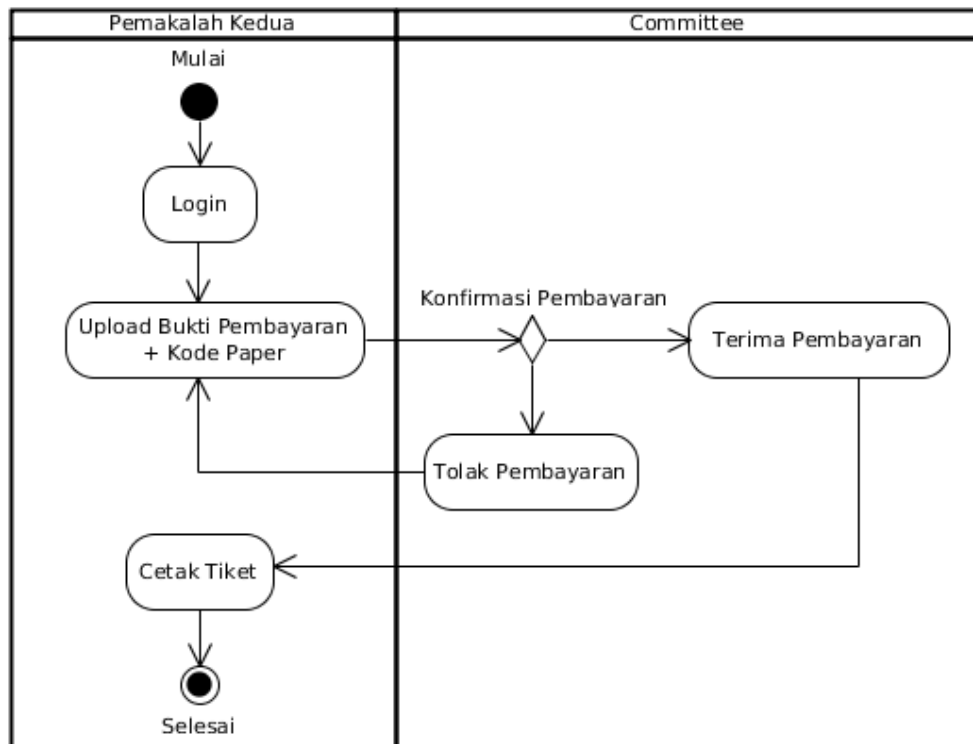 Pemakalah Kedua
Committee
Mulai
Login
Upload Bukti Pembayaran
+ Kode Paper
Konfirmasi Pembayaran
Terima Pembayaran
Tolak Pembayaran
Cetak Tiket
Selesai